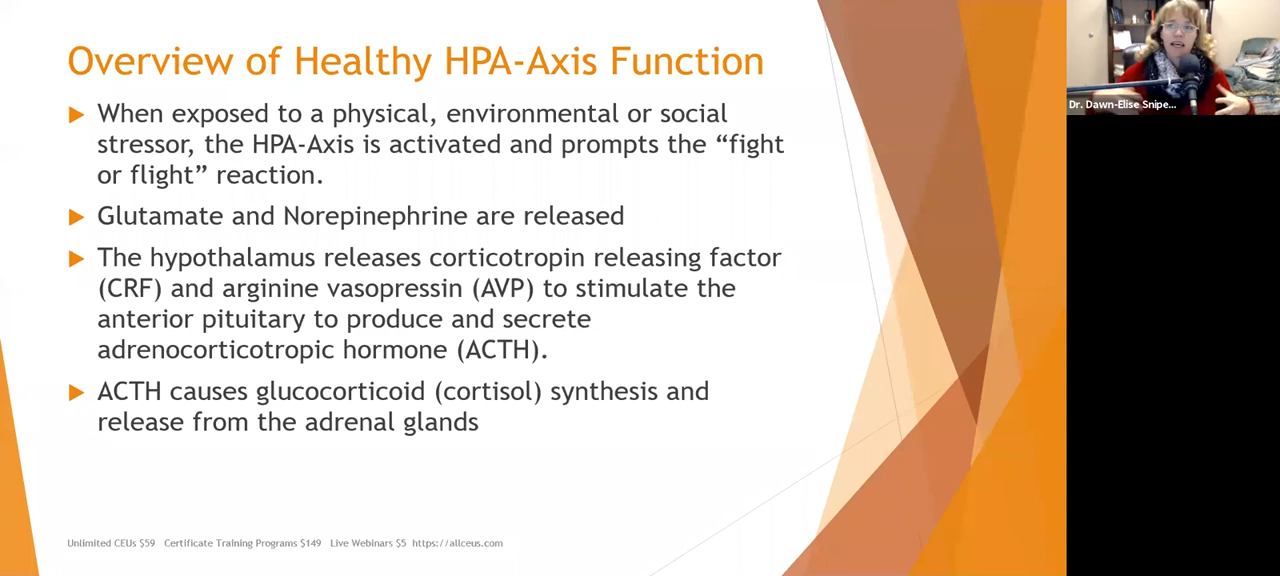 Overview of Healthy HPA-Axis Function
When exposed to a physical, environmental or social
stressor, the HPA-Axis is activated and prompts the “fight
or flight” reaction.
Glutamate and Norepinephrine are released
The hypothalamus releases corticotropin releasing factor
(CRF) and arginine vasopressin (AVP) to stimulate the
anterior pituitary to produce and secrete
adrenocorticotropic hormone (ACTH).
ACTH causes glucocorticoid (cortisol) synthesis and
release from the adrenal glands
Unlimited CEUs $59 Certificate Training Programs $149 Live Webinars $5 https://allceus.com
Dr. Dawn-Elise Snipe...